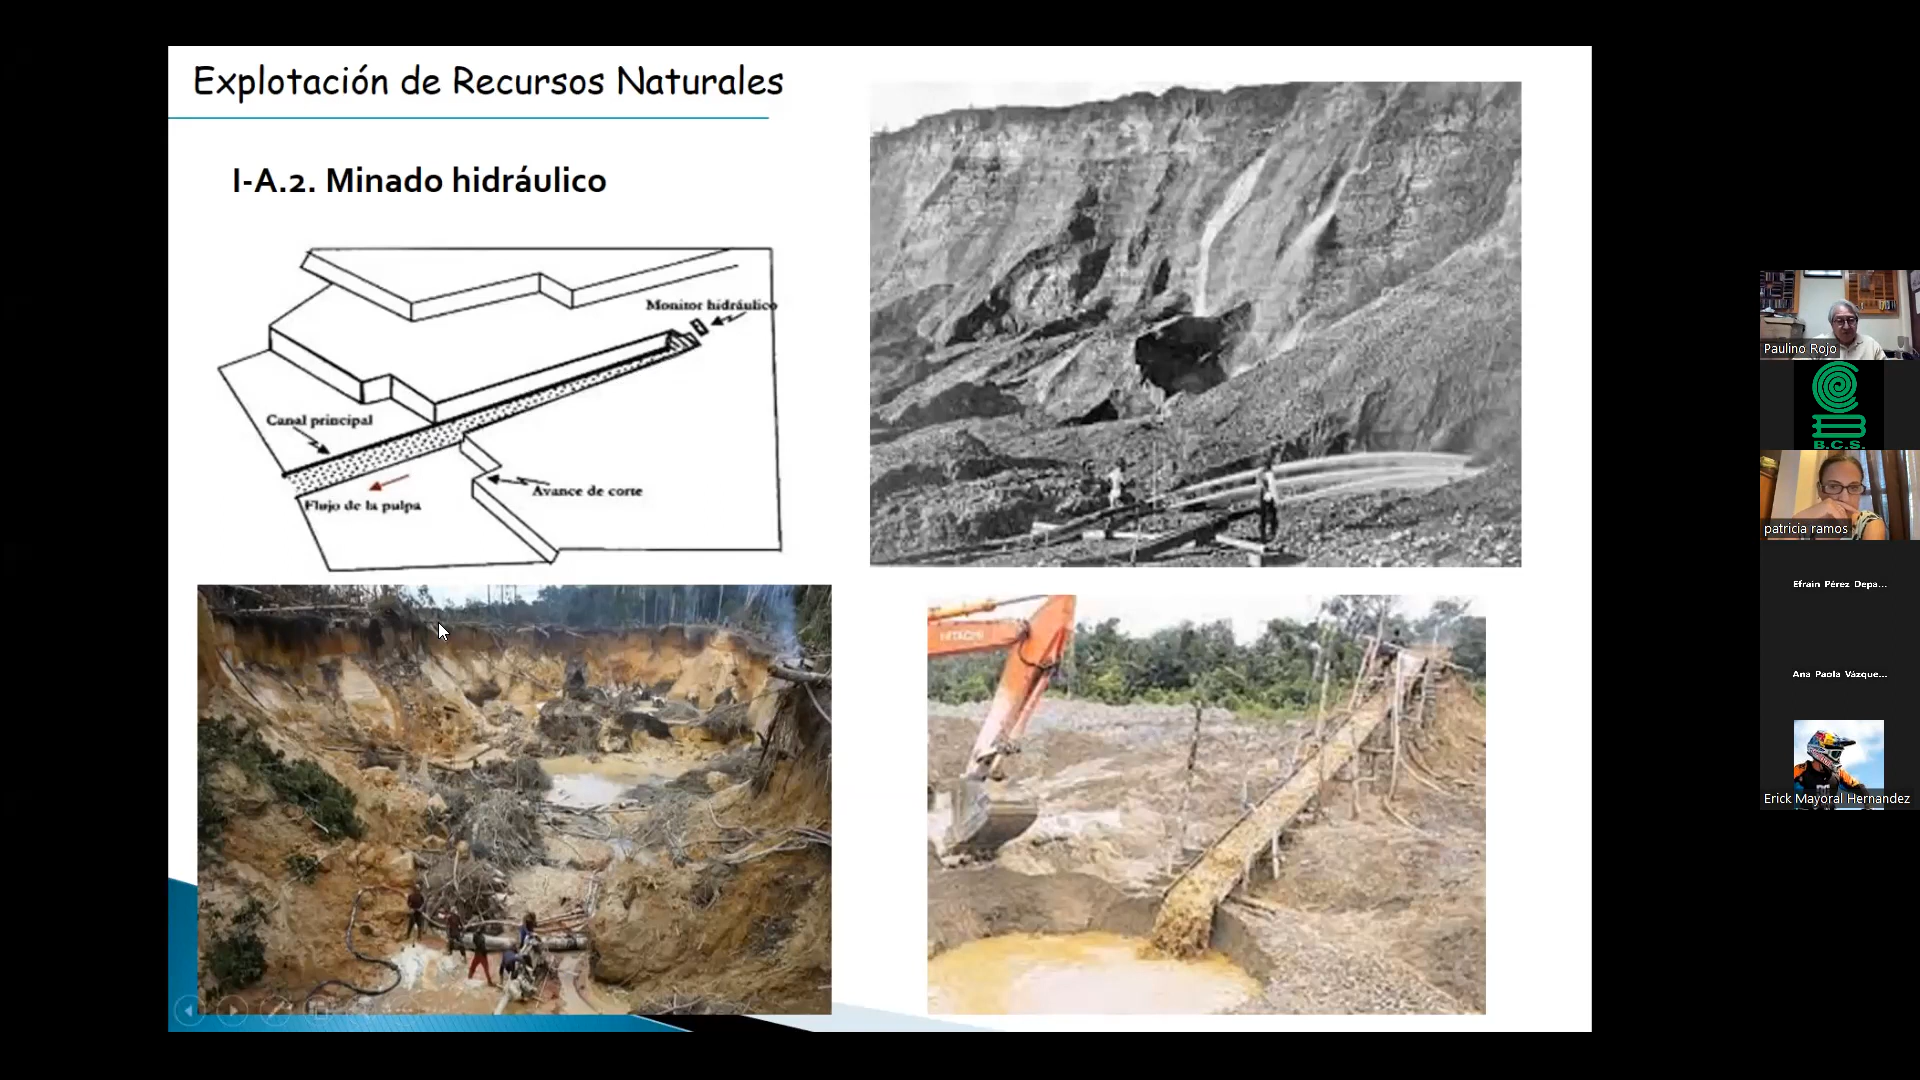 Explotación de Recursos Naturales
I-A.2. Minado hidráulico
Monitor hidráulico
Canal principal
Avance de corte
Flujo de la pulpa
HITACHI
Paulino Rojo
B.C.S.
patricia ramos
Efrain Pérez Depa...
Ana Paola Vázque...
Erick Mayoral Hernandez